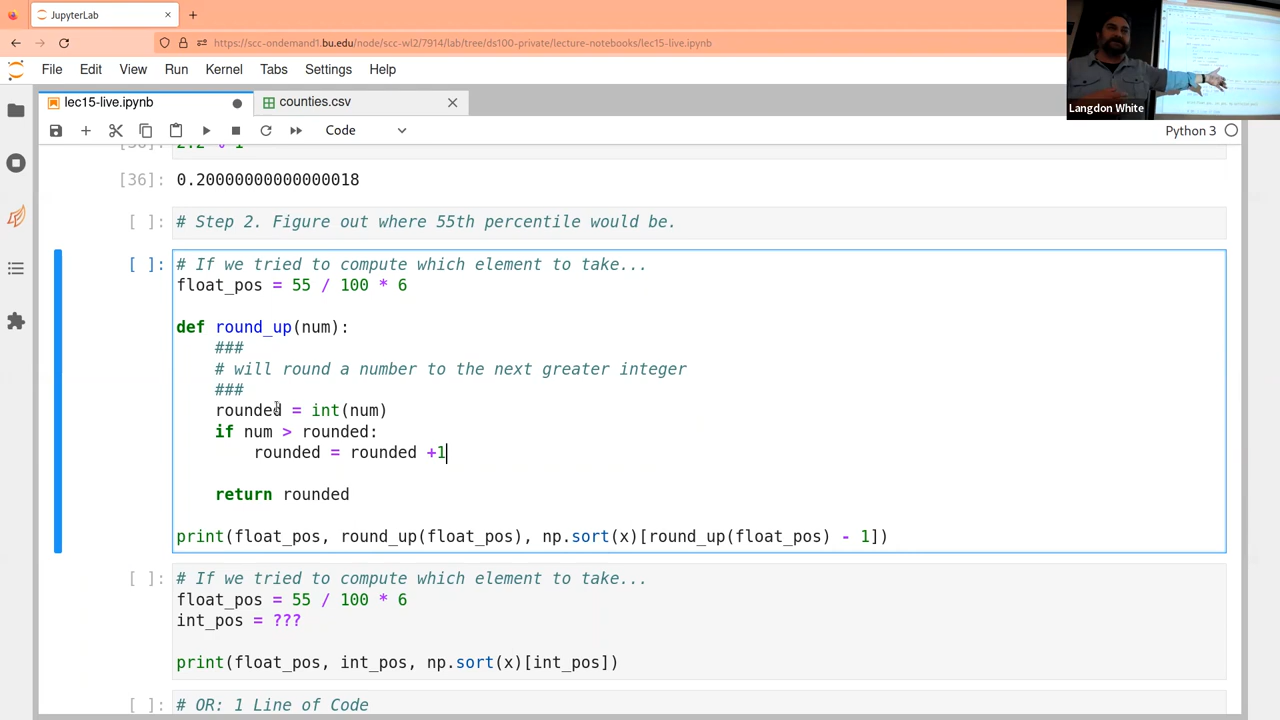 JupyterLab
https://scc-ondemand1.bu.edu/node/scc-wl2/7914/lab/tree/ds100-private/lecture-notebooks/lec15-live.ipynb
Langdon White
File Edit View Run Kernel Tabs Settings Help
lec15-live.ipynb counties.csv
Code Python 3
[36]: 0.20000000000000018
[ ]: # Step 2. Figure out where 55th percentile would be.
[ ]: # If we tried to compute which element to take...
float_pos = 55 / 100 * 6
def round_up(num):
###
# will round a number to the next greater integer
###
rounded = int(num)
if num > rounded:
rounded = rounded +1
return rounded
print(float_pos, round_up(float_pos), np.sort(x)[round_up(float_pos) - 1])
[ ]: # If we tried to compute which element to take...
float_pos = 55 / 100 * 6
int_pos = ???
print(float_pos, int_pos, np.sort(x)[int_pos])
[ ]: # OR: 1 Line of Code